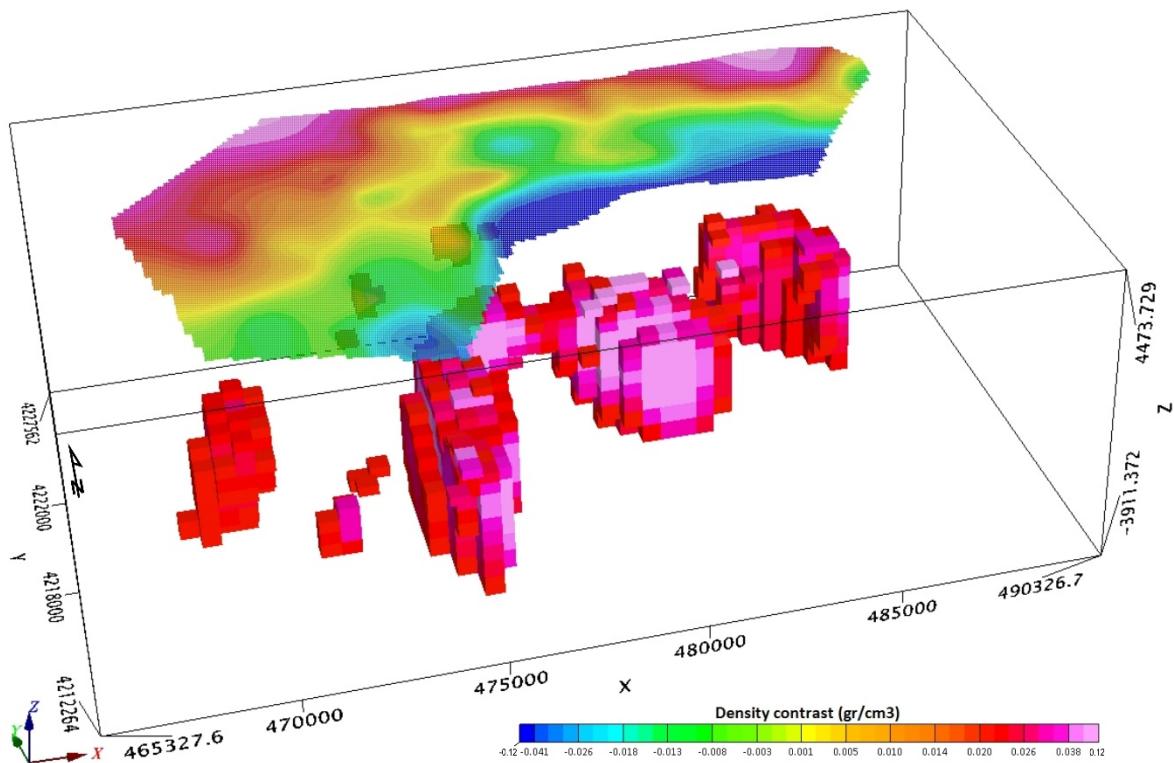 4473.729
Z
-3911.372
4227562
4222000
Y
4218000
4212264
N
465327.6
470000
475000
X
480000
485000
490326.7
Z
Y
X
Density contrast (gr/cm3)
-0.12 -0.041 -0.026 -0.018 -0.013 -0.008 -0.003 0.001 0.005 0.010 0.014 0.020 0.026 0.038 0.12